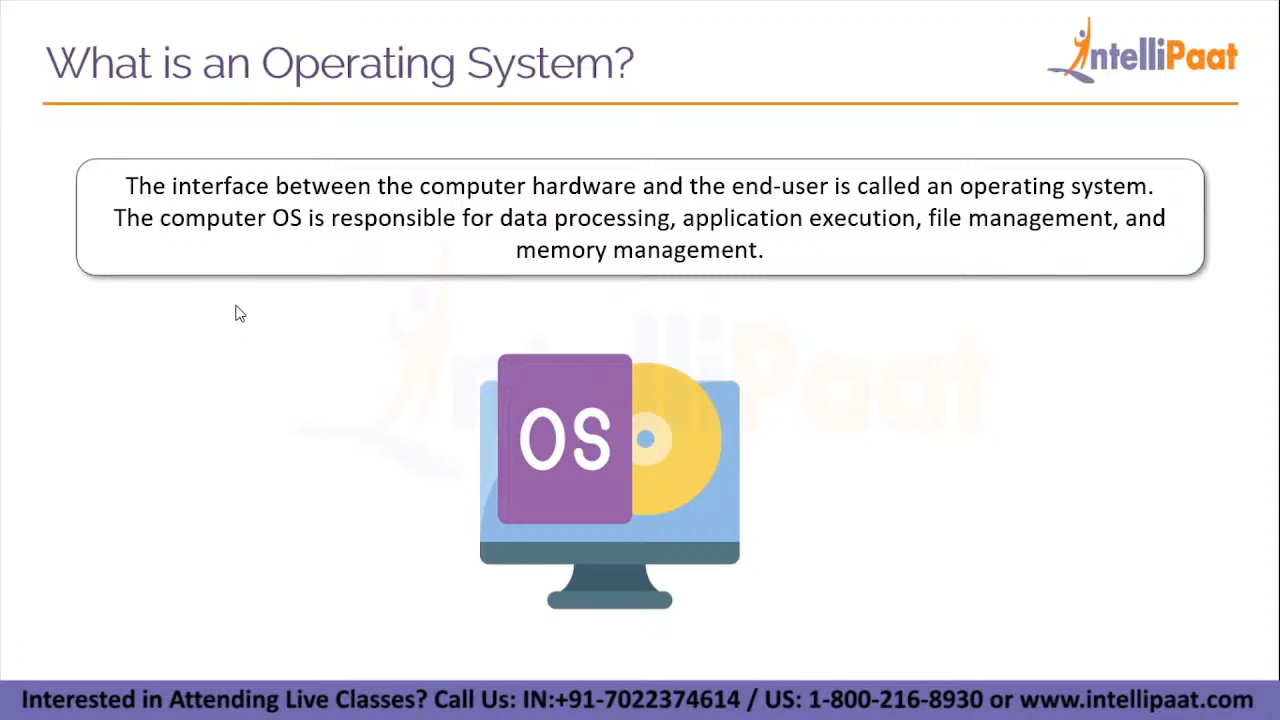 What is an Operating System?
IntelliPaat
The interface between the computer hardware and the end-user is called an operating system.
The computer OS is responsible for data processing, application execution, file management, and
memory management.
IntelliPaat
OS
Interested in Attending Live Classes? Call Us: IN:+91-7022374614 / US: 1-800-216-8930 or www.intellipaat.com